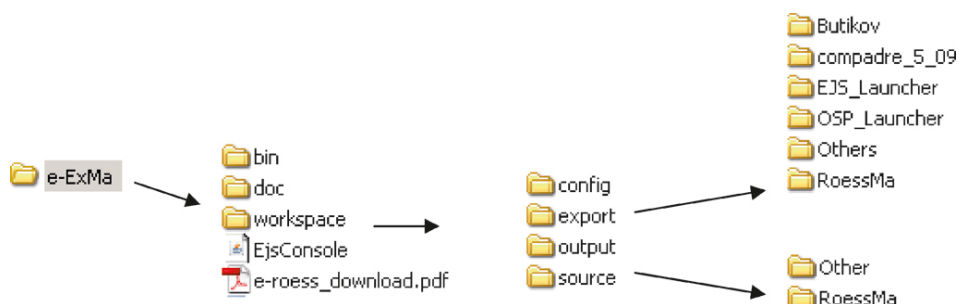 e-ExMa
bin
doc
workspace
EjsConsole
e-roess_download.pdf
config
export
output
source
Butikov
compadre_5_09
EJS_Launcher
OSP_Launcher
Others
RoessMa
Other
RoessMa